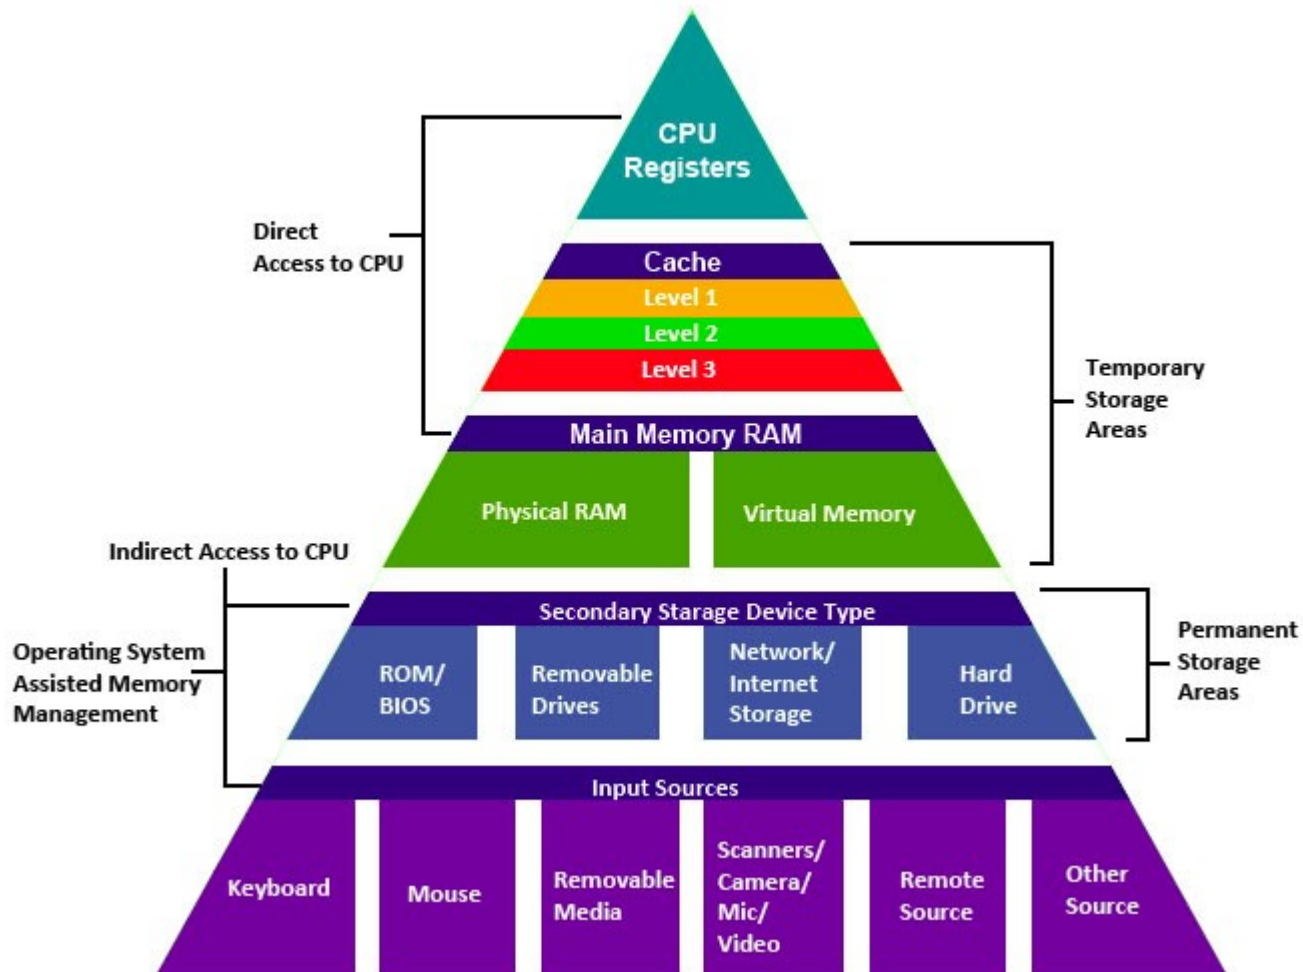 CPU
Registers
Direct
Access to CPU
Cache
Level 1
Level 2
Level 3
Temporary
Storage
Areas
Main Memory RAM
Physical RAM
Virtual Memory
Indirect Access to CPU
Secondary Starage Device Type
Operating System
Assisted Memory
Management
ROM/
BIOS
Removable
Drives
Network/
Internet
Storage
Hard
Drive
Permanent
Storage
Areas
Input Sources
Keyboard
Mouse
Removable
Media
Scanners/
Camera/
Mic/
Video
Remote
Source
Other
Source